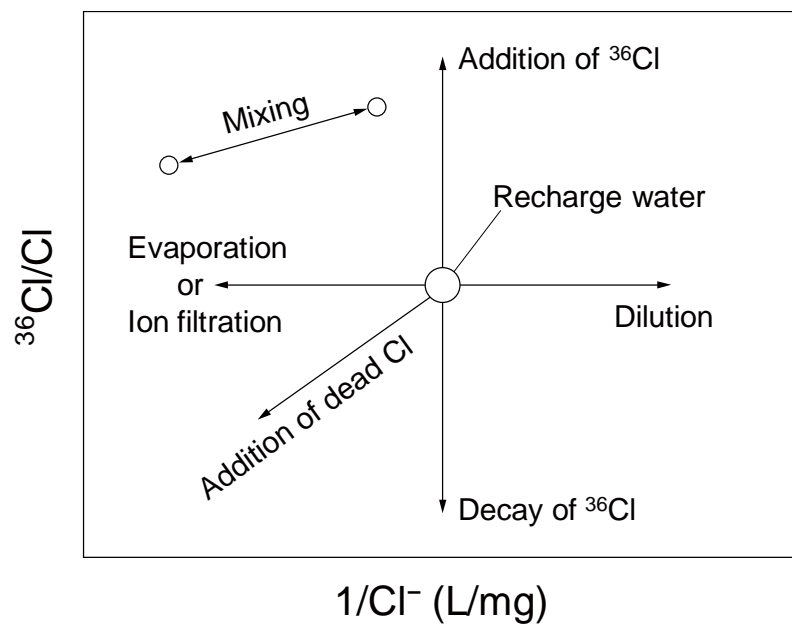 Addition of ³⁶Cl
Mixing
Recharge water
Evaporation
or
Ion filtration
Dilution
Addition of dead Cl
Decay of ³⁶Cl
³⁶Cl/Cl
1/Cl⁻ (L/mg)